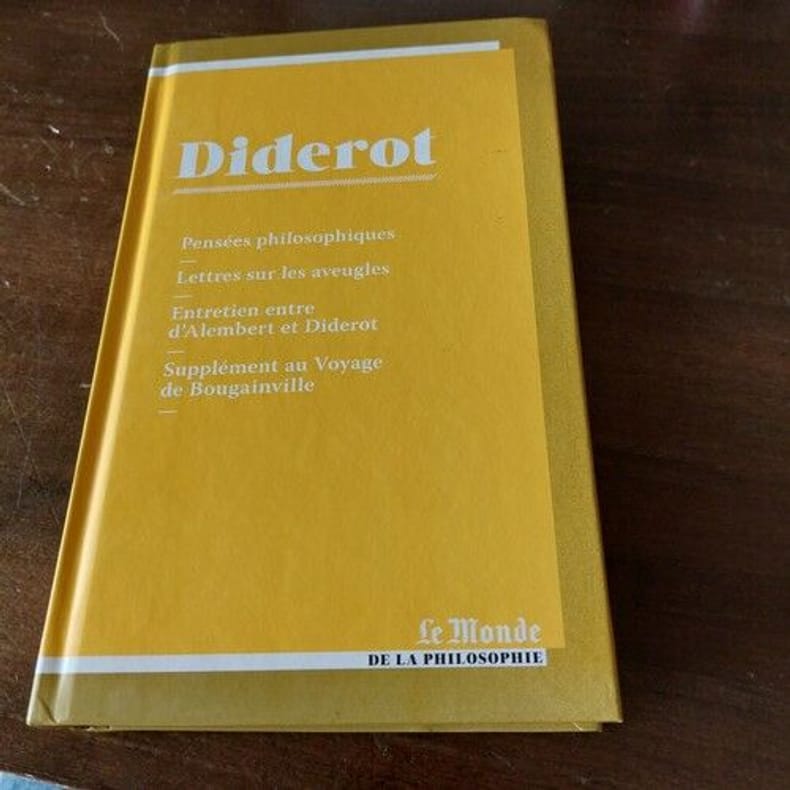 Diderot
Pensées philosophiques
Lettres sur les aveugles
Entretien entre
d'Alembert et Diderot
Supplément au Voyage
de Bougainville
Le Monde
DE LA PHILOSOPHIE